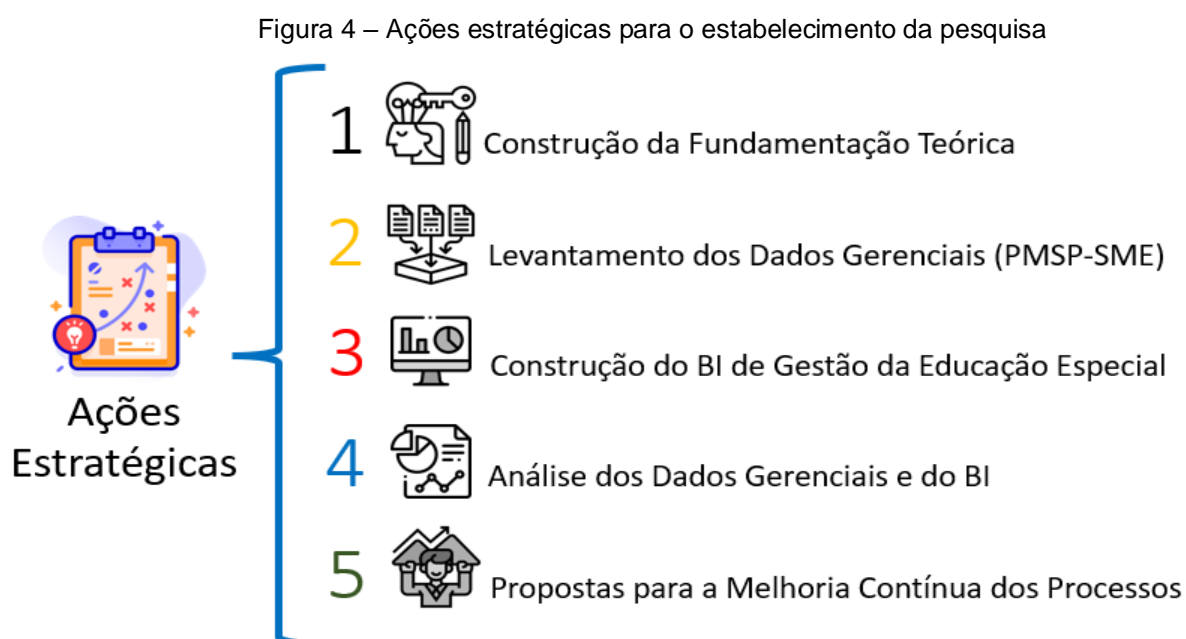 Figura 4 – Ações estratégicas para o estabelecimento da pesquisa
1 Construção da Fundamentação Teórica
2 Levantamento dos Dados Gerenciais (PMSP-SME)
3 Construção do BI de Gestão da Educação Especial
Ações
Estratégicas
4 Análise dos Dados Gerenciais e do BI
5 Propostas para a Melhoria Contínua dos Processos